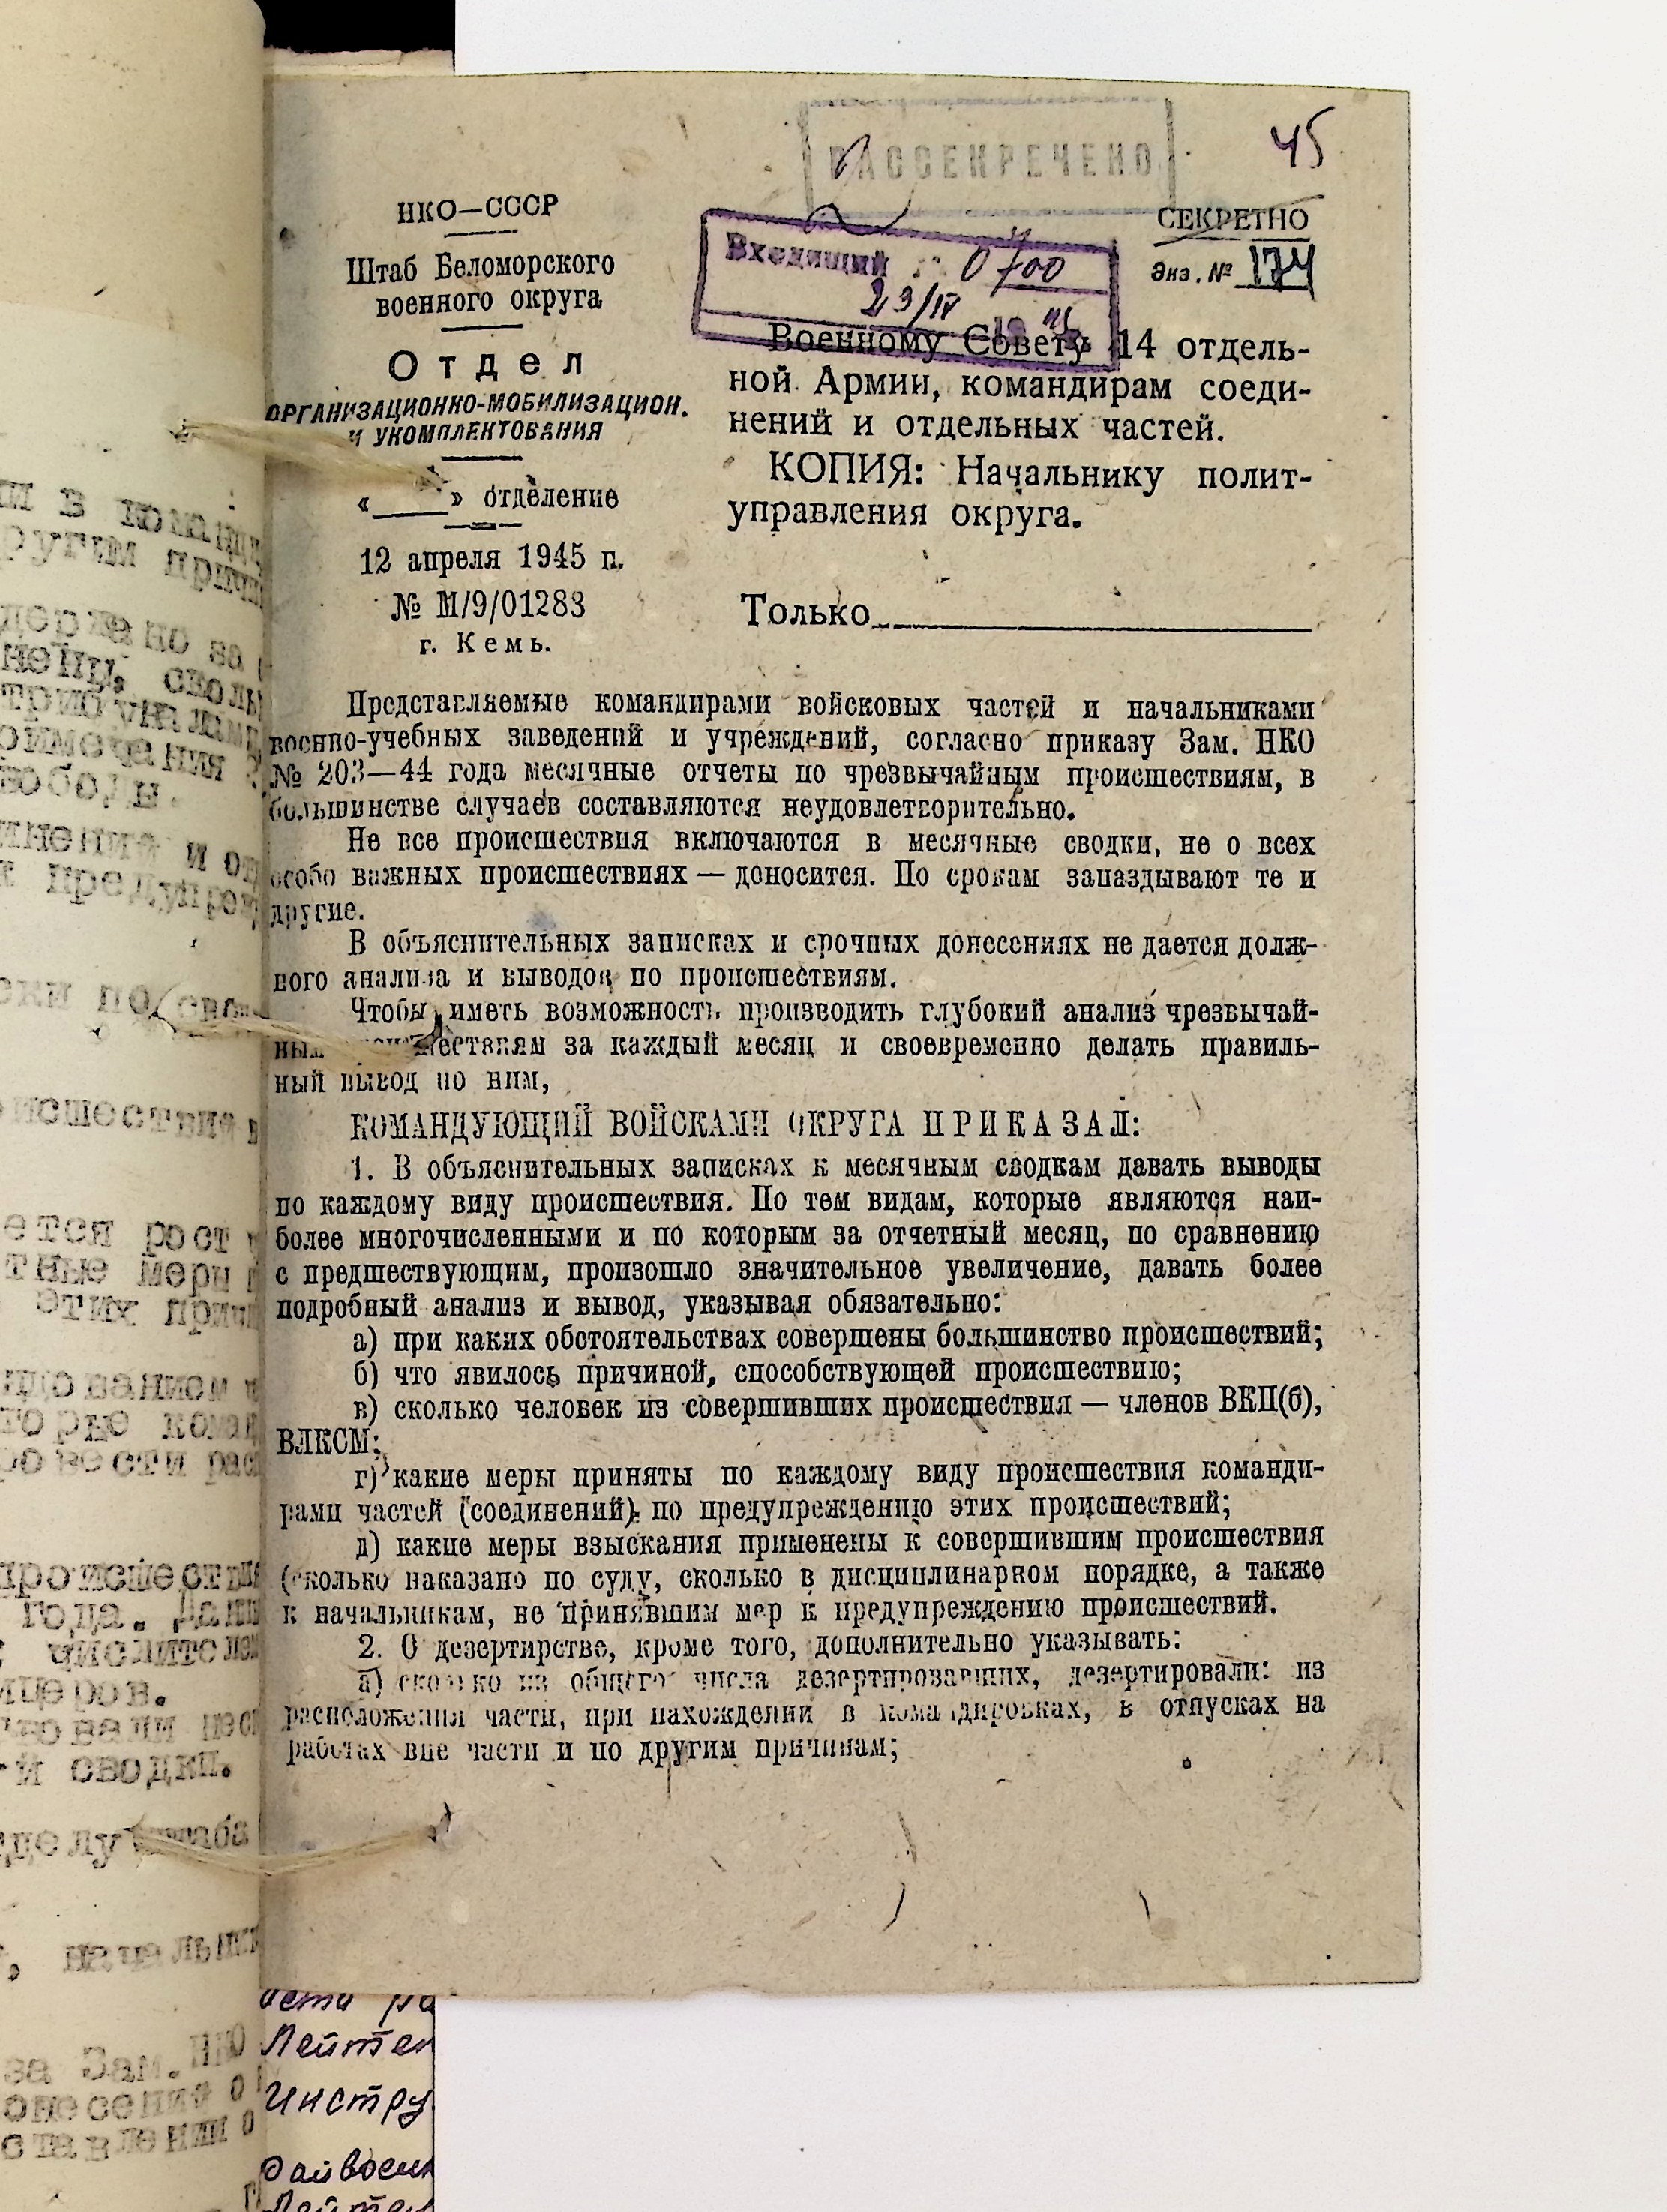 45
РАССЕКРЕЧЕНО
СЕКРЕТНО
Экз. № 174
Входящий 0700
23/IV
НКО—СССР
Штаб Беломорского
военного округа
Отдел
ОРГАНИЗАЦИОННО-МОБИЛИЗАЦИОН.
И УКОМПЛЕКТОВАНИЯ
«____» отделение
12 апреля 1945 г.
№ М/9/01283
г. Кемь.
Военному Совету 14 отдель-
ной Армии, командирам соеди-
нений и отдельных частей.
КОПИЯ: Начальнику полит-
управления округа.
Только
Представляемые командирами войсковых частей и начальниками
военно-учебных заведений и учреждений, согласно приказу Зам. НКО
№ 203—44 года месячные отчеты по чрезвычайным происшествиям, в
большинстве случаев составляются неудовлетворительно.
Не все происшествия включаются в месячные сводки, не о всех
особо важных происшествиях — доносится. По срокам запаздывают те и
другие.
В объяснительных записках и срочных донесениях не дается долж-
ного анализа и выводов по происшествиям.
Чтобы иметь возможность производить глубокий анализ чрезвычай-
ным происшествиям за каждый месяц и своевременно делать правиль-
ный вывод по ним,
КОМАНДУЮЩИЙ ВОЙСКАМИ ОКРУГА ПРИКАЗАЛ:
1. В объяснительных записках к месячным сводкам давать выводы
по каждому виду происшествия. По тем видам, которые являются наи-
более многочисленными и по которым за отчетный месяц, по сравнению
с предшествующим, произошло значительное увеличение, давать более
подробный анализ и вывод, указывая обязательно:
а) при каких обстоятельствах совершены большинство происшествий;
б) что явилось причиной, способствующей происшествию;
в) сколько человек из совершивших происшествия — членов ВКП(б),
ВЛКСМ;
г) какие меры приняты по каждому виду происшествия команди-
рами частей (соединений) по предупреждению этих происшествий;
д) какие меры взыскания применены к совершившим происшествия
(сколько наказано по суду, сколько в дисциплинарном порядке, а также
к начальникам, не принявшим мер к предупреждению происшествий.
2. О дезертирстве, кроме того, дополнительно указывать:
а) сколько из общего числа дезертировавших, дезертировали: из
расположения части, при нахождении в командировках, в отпусках на
работах вне части и по другим причинам;